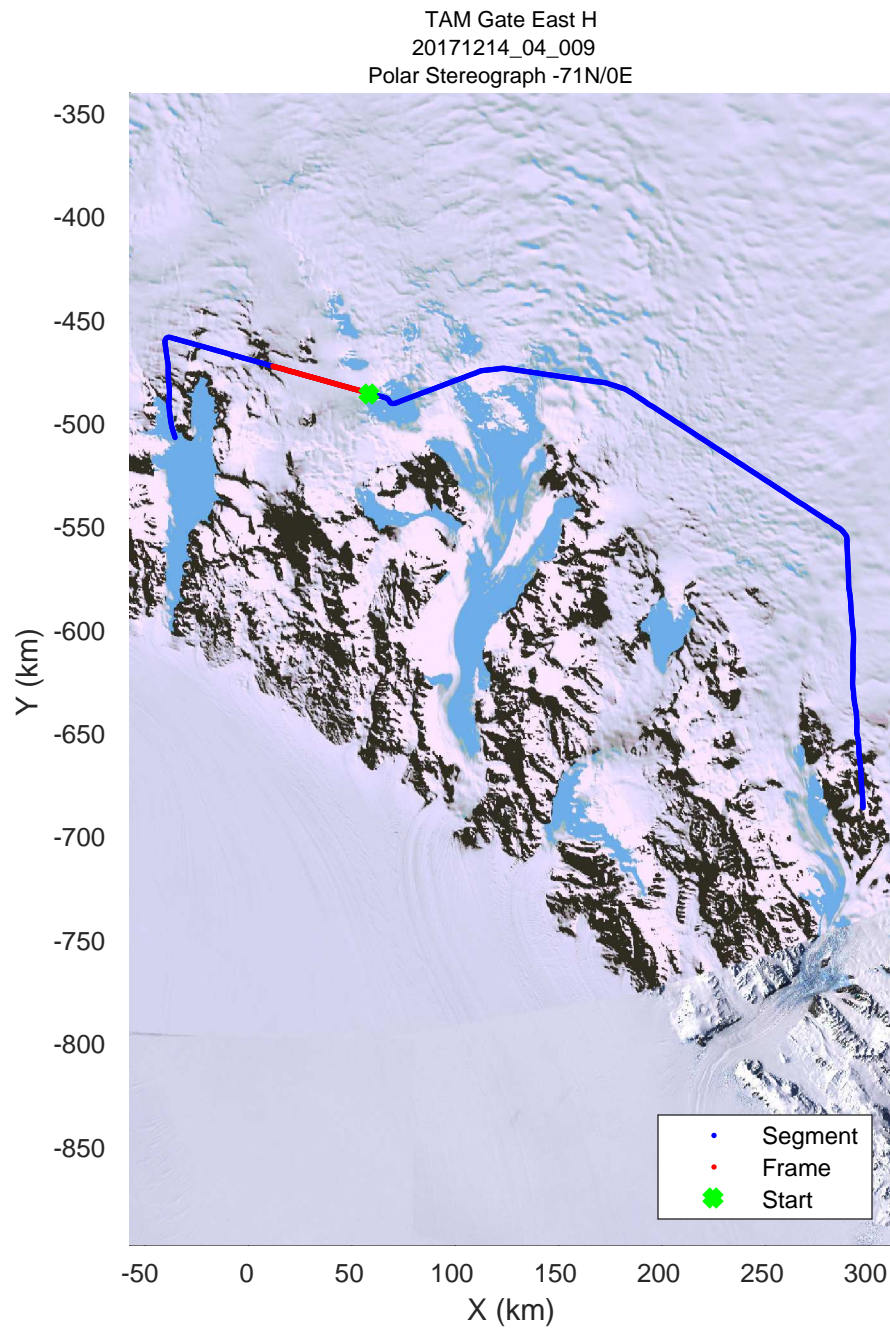 TAM Gate East H
20171214_04_009
Polar Stereograph -71N/0E
-350
-400
-450
-500
-550
-600
-650
-700
-750
-800
-850
Y (km)
Segment
Frame
Start
-50 0 50 100 150 200 250 300
X (km)